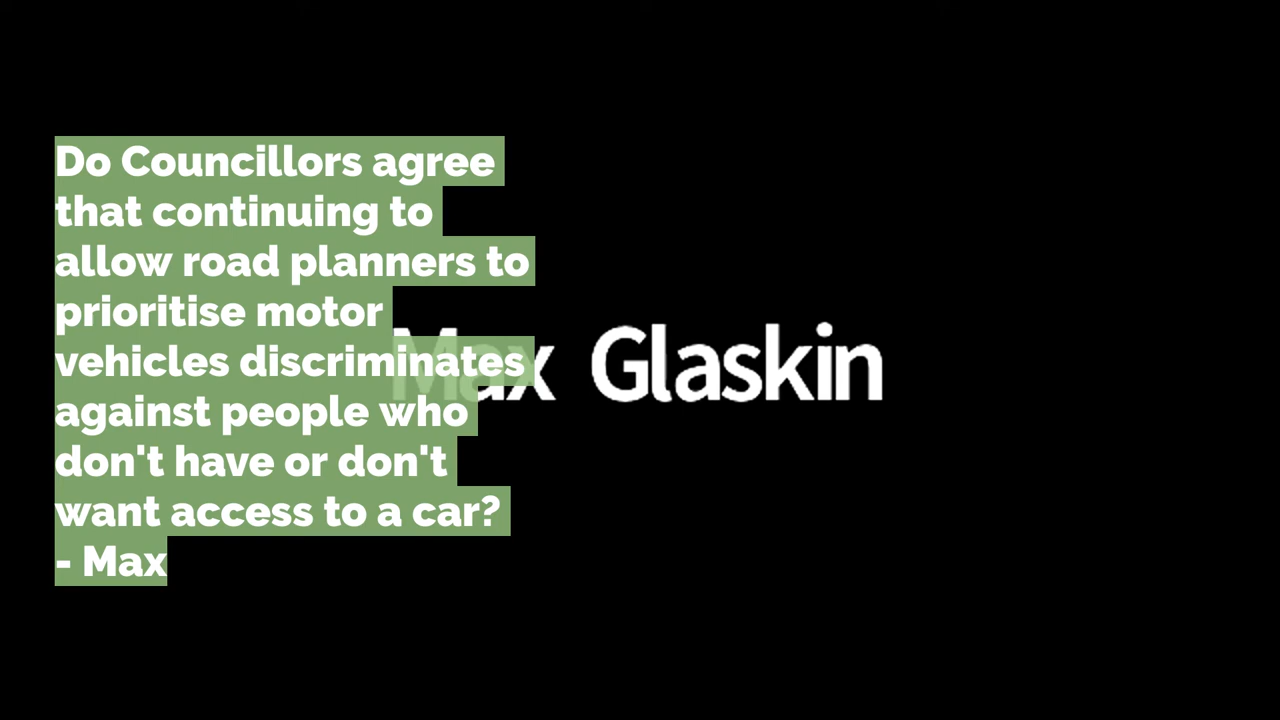 Do Councillors agree
that continuing to
allow road planners to
prioritise motor
vehicles discriminates
against people who
don't have or don't
want access to a car?
- Max
Max Glaskin